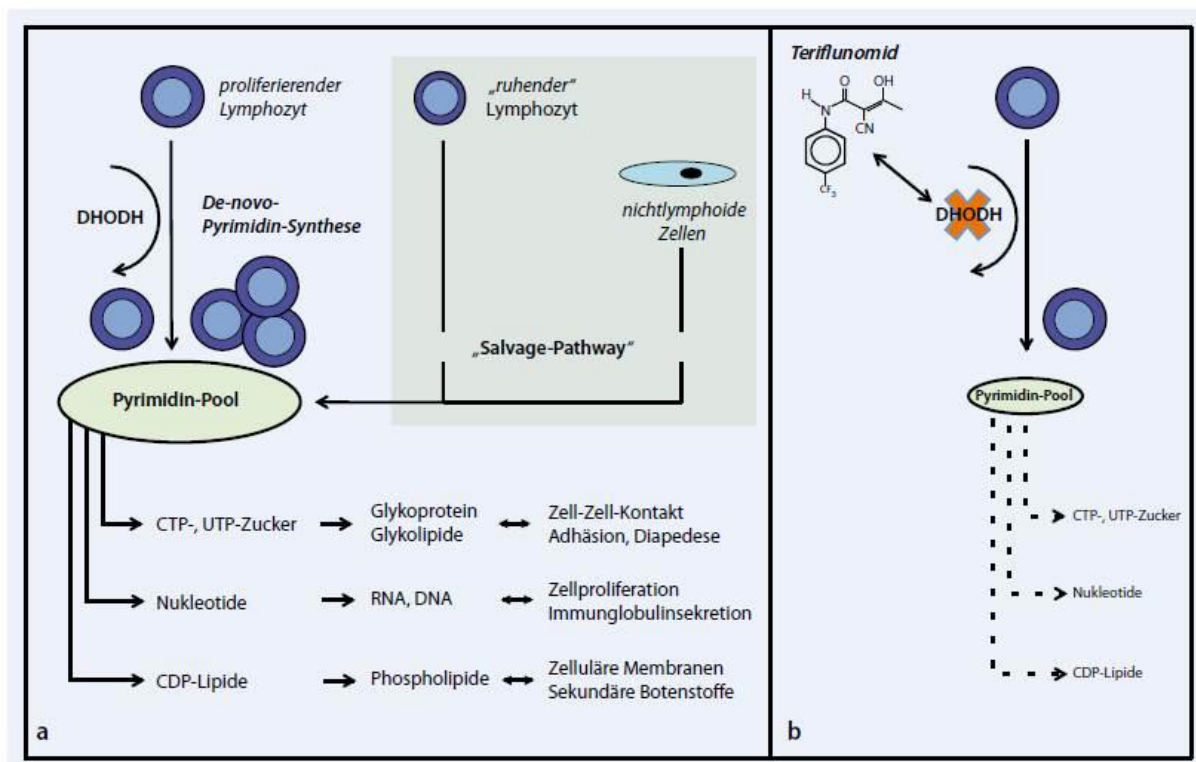 proliferierender
Lymphozyt
„ruhender“
Lymphozyt
DHODH
De-novo-
Pyrimidin-Synthese
nichtlymphoide
Zellen
„Salvage-Pathway“
Pyrimidin-Pool
CTP-, UTP-Zucker
Glykoprotein
Glykolipide
Zell-Zell-Kontakt
Adhäsion, Diapedese
Nukleotide
RNA, DNA
Zellproliferation
Immunglobulinsekretion
CDP-Lipide
Phospholipide
Zelluläre Membranen
Sekundäre Botenstoffe
a
Teriflunomid
O
OH
H
N
CN
CF3
DHODH
Pyrimidin-Pool
CTP-, UTP-Zucker
Nukleotide
CDP-Lipide
b